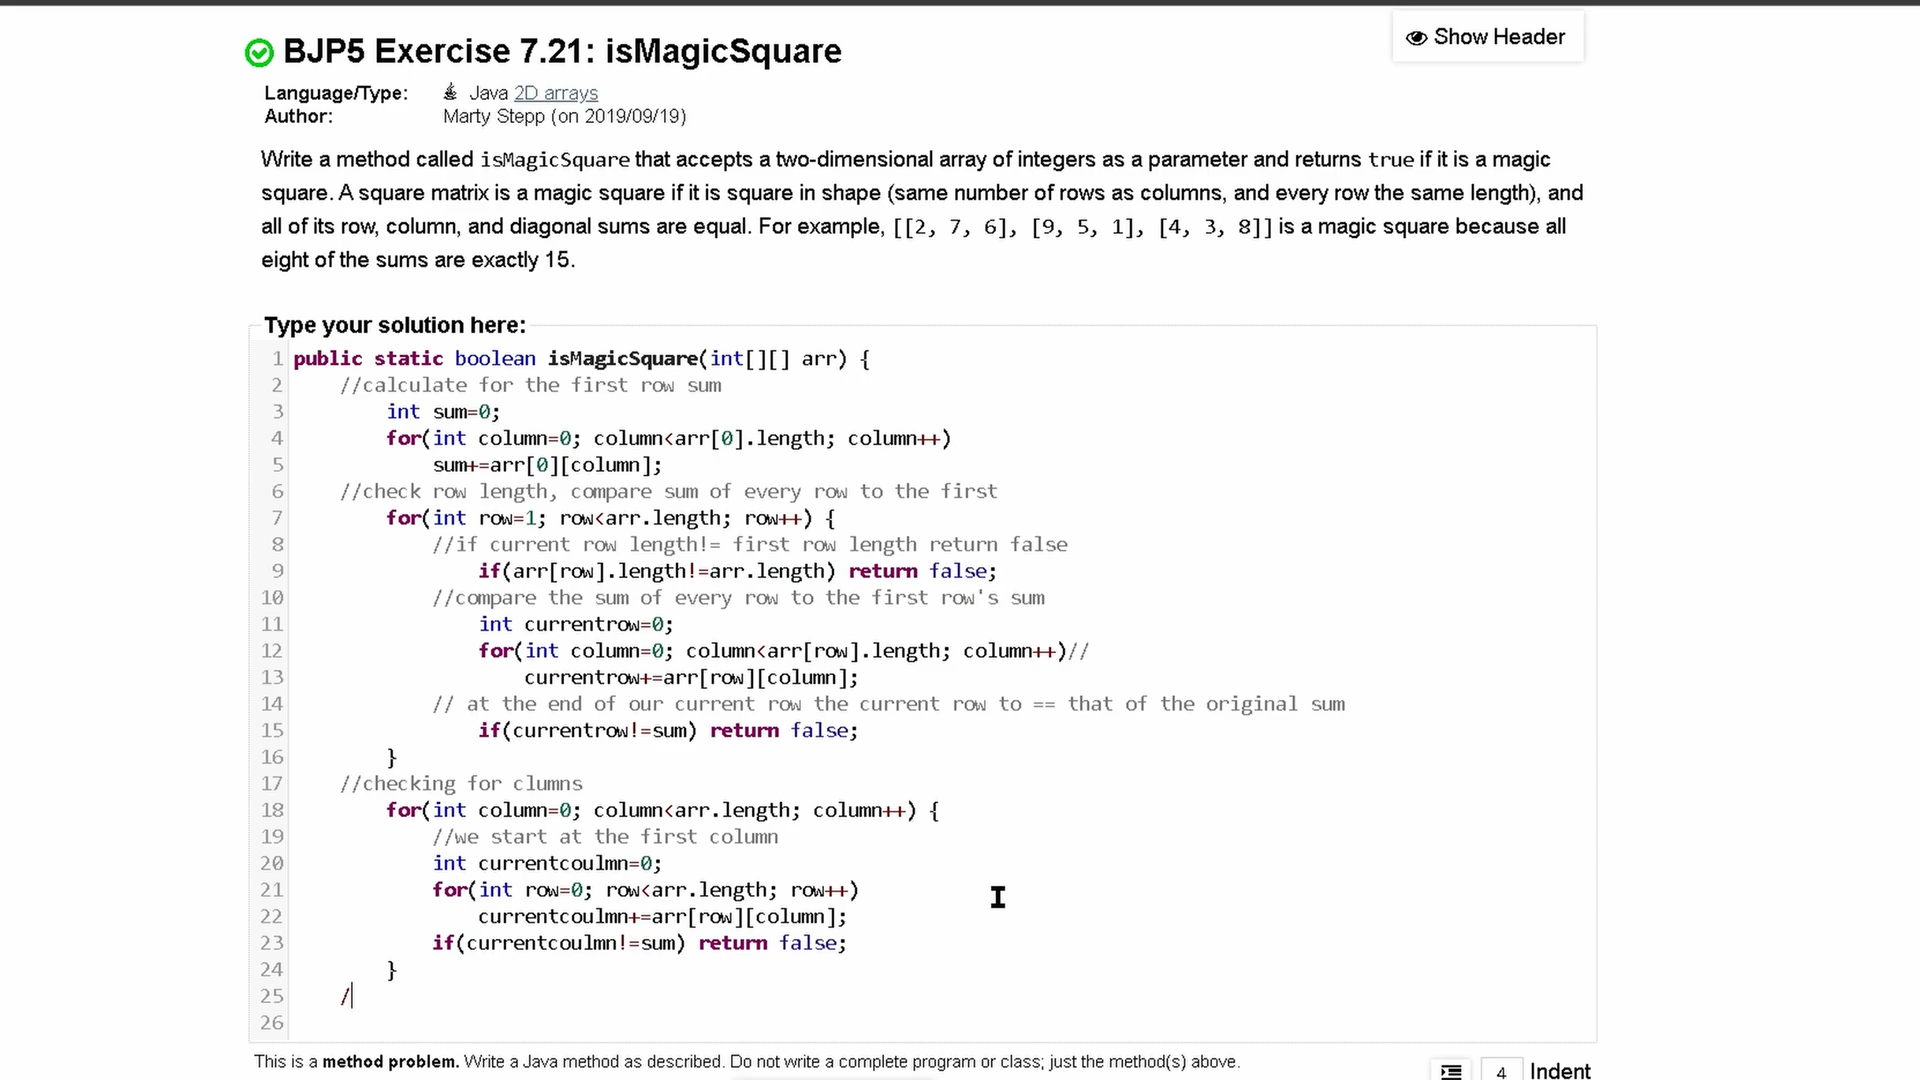 BJP5 Exercise 7.21: isMagicSquare
Show Header
Language/Type: Java 2D arrays
Author: Marty Stepp (on 2019/09/19)
Write a method called isMagicSquare that accepts a two-dimensional array of integers as a parameter and returns true if it is a magic
square. A square matrix is a magic square if it is square in shape (same number of rows as columns, and every row the same length), and
all of its row, column, and diagonal sums are equal. For example, [[2, 7, 6], [9, 5, 1], [4, 3, 8]] is a magic square because all
eight of the sums are exactly 15.
Type your solution here:
1 public static boolean isMagicSquare(int[][] arr) {
2 //calculate for the first row sum
3 int sum=0;
4 for(int column=0; column<arr[0].length; column++)
5 sum+=arr[0][column];
6 //check row length, compare sum of every row to the first
7 for(int row=1; row<arr.length; row++) {
8 //if current row length!= first row length return false
9 if(arr[row].length!=arr.length) return false;
10 //compare the sum of every row to the first row's sum
11 int currentrow=0;
12 for(int column=0; column<arr[row].length; column++)//
13 currentrow+=arr[row][column];
14 // at the end of our current row the current row to == that of the original sum
15 if(currentrow!=sum) return false;
16 }
17 //checking for clumns
18 for(int column=0; column<arr.length; column++) {
19 //we start at the first column
20 int currentcoulmn=0;
21 for(int row=0; row<arr.length; row++)
22 currentcoulmn+=arr[row][column];
23 if(currentcoulmn!=sum) return false;
24 }
25 /
26
This is a method problem. Write a Java method as described. Do not write a complete program or class; just the method(s) above.
4 Indent